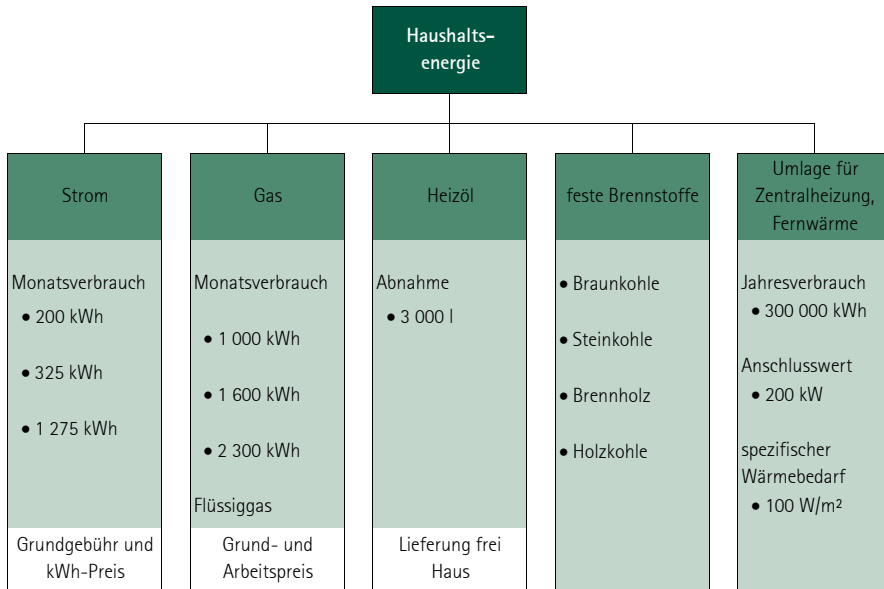 Haushalts-
energie
Strom
Monatsverbrauch
• 200 kWh
• 325 kWh
• 1 275 kWh
Grundgebühr und
kWh-Preis
Gas
Monatsverbrauch
• 1 000 kWh
• 1 600 kWh
• 2 300 kWh
Flüssiggas
Grund- und
Arbeitspreis
Heizöl
Abnahme
• 3 000 l
Lieferung frei
Haus
feste Brennstoffe
• Braunkohle
• Steinkohle
• Brennholz
• Holzkohle
Umlage für
Zentralheizung,
Fernwärme
Jahresverbrauch
• 300 000 kWh
Anschlusswert
• 200 kW
spezifischer
Wärmebedarf
• 100 W/m²